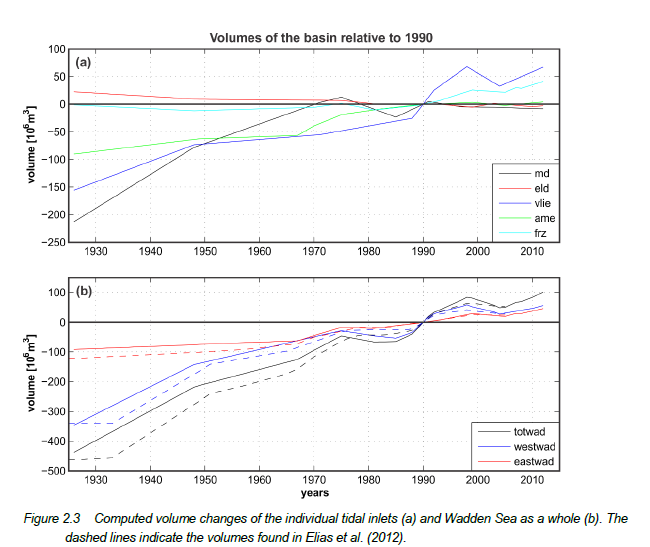 Volumes of the basin relative to 1990
(a)
volume [10⁶m³]
100
50
0
−50
−100
−150
−200
−250
1930 1940 1950 1960 1970 1980 1990 2000 2010
md
eld
vlie
ame
frz
(b)
volume [10⁶m³]
100
0
−100
−200
−300
−400
−500
1930 1940 1950 1960 1970 1980 1990 2000 2010
years
totwad
westwad
eastwad
Figure 2.3 Computed volume changes of the individual tidal inlets (a) and Wadden Sea as a whole (b). The
dashed lines indicate the volumes found in Elias et al. (2012).